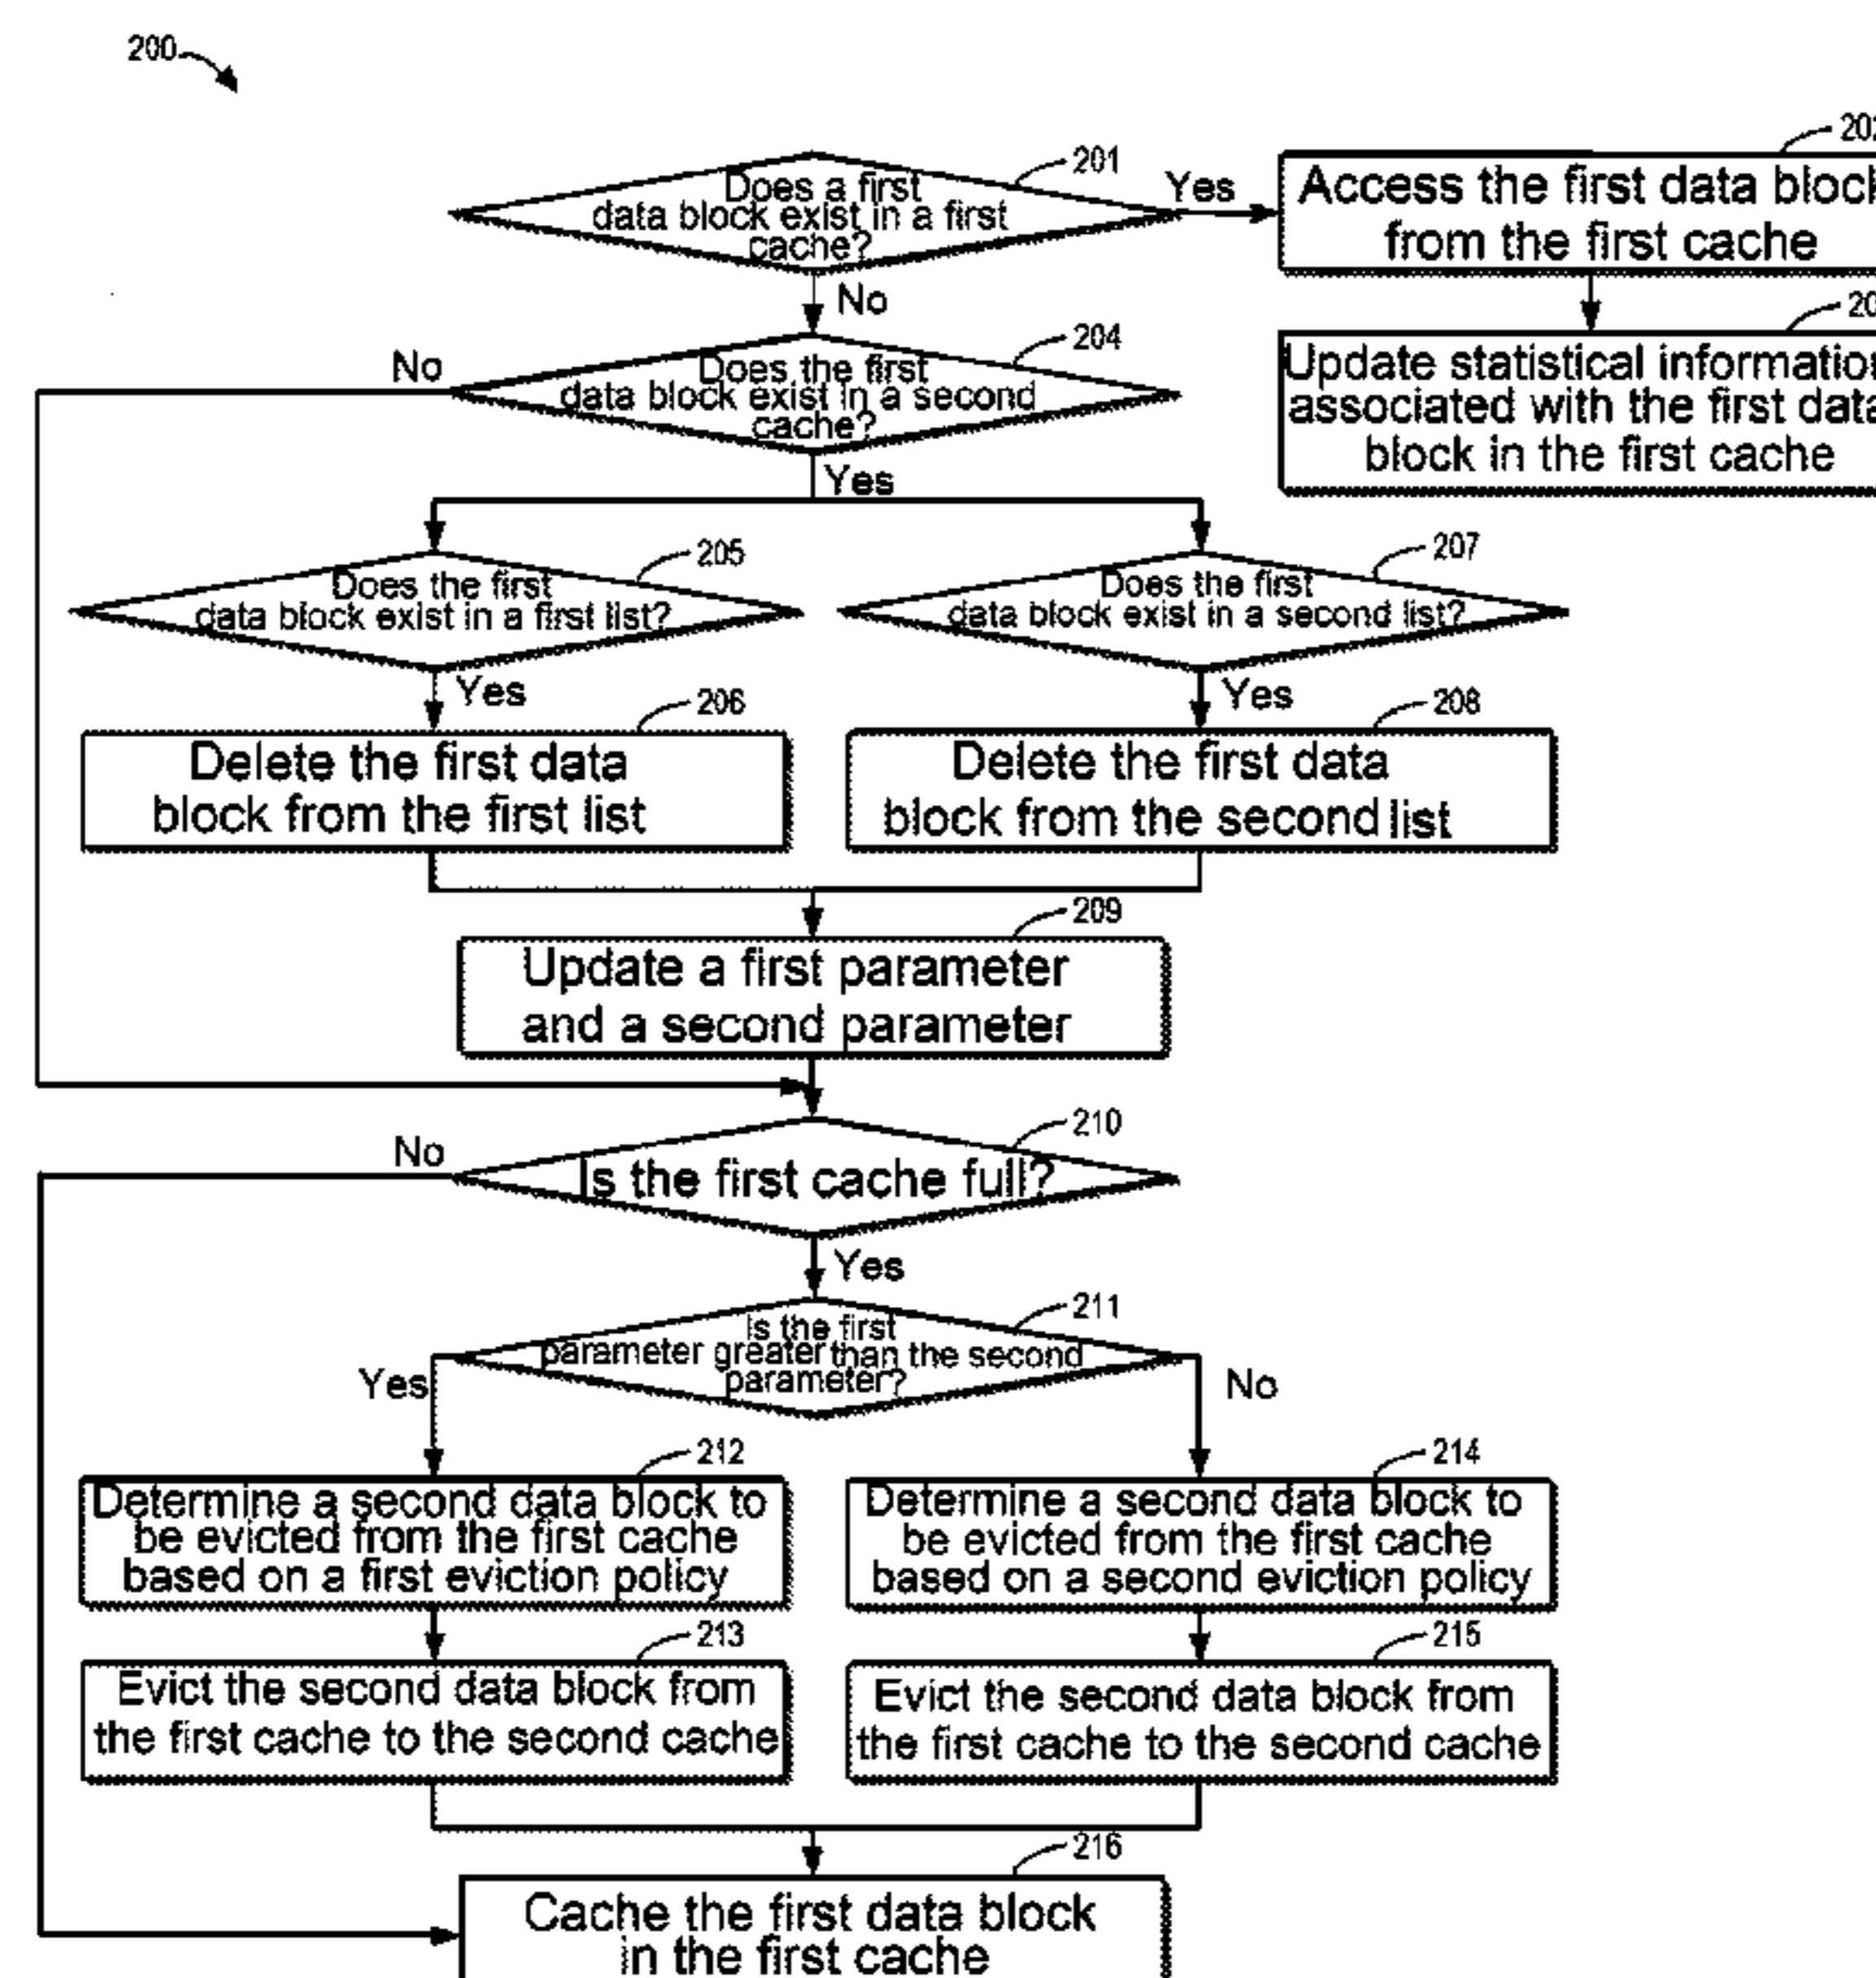 200
201
Does a first
data block exist in a first
cache?
Yes
Access the first data
from the first cache
No
204
Does the first
data block exist in a second
cache?
No
Update statistical
associated with the first
block in the first cache
Yes
205
Does the first
data block exist in a first list?
207
Does the first
data block exist in a second list?
Yes
Yes
206
Delete the first data
block from the first list
208
Delete the first data
block from the second list
209
Update a first parameter
and a second parameter
210
Is the first cache full?
No
Yes
211
Is the first
parameter greater than the second
parameter?
Yes
No
212
Determine a second data block to
be evicted from the first cache
based on a first eviction policy
214
Determine a second data block to
be evicted from the first cache
based on a second eviction policy
213
Evict the second data block from
the first cache to the second cache
215
Evict the second data block from
the first cache to the second cache
216
Cache the first data block
in the first cache